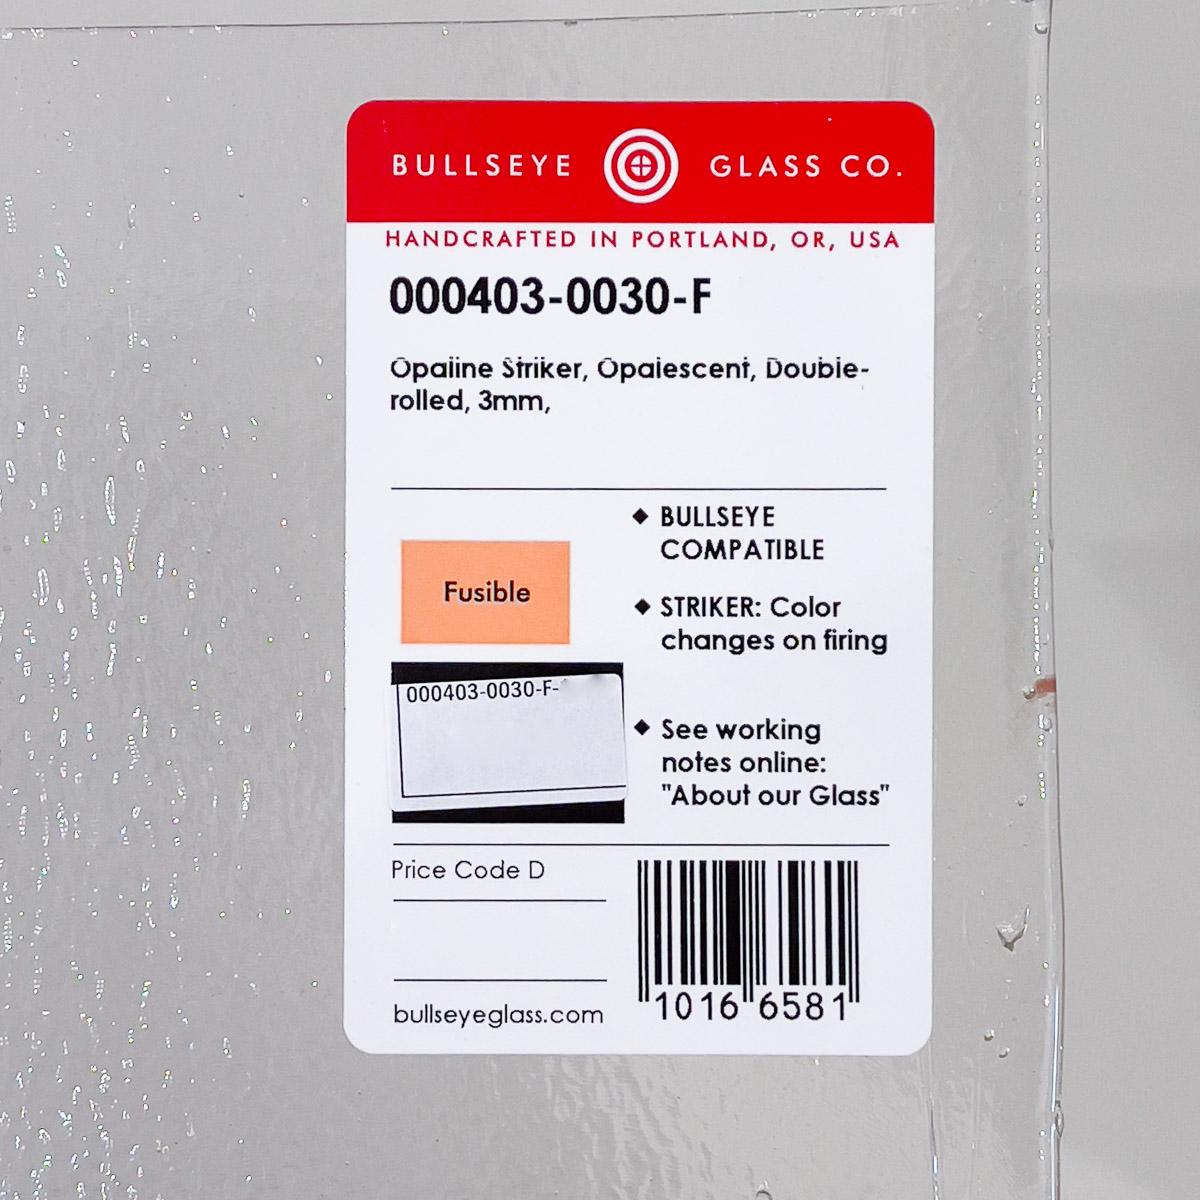 BULLSEYE GLASS CO.
HANDCRAFTED IN PORTLAND, OR, USA
000403-0030-F
Opaline Striker, Opalescent, Double-
rolled, 3mm,
Fusible
◆ BULLSEYE
COMPATIBLE
◆ STRIKER: Color
changes on firing
000403-0030-F-
◆ See working
notes online:
"About our Glass"
Price Code D
bullseyeglass.com
1016 6581